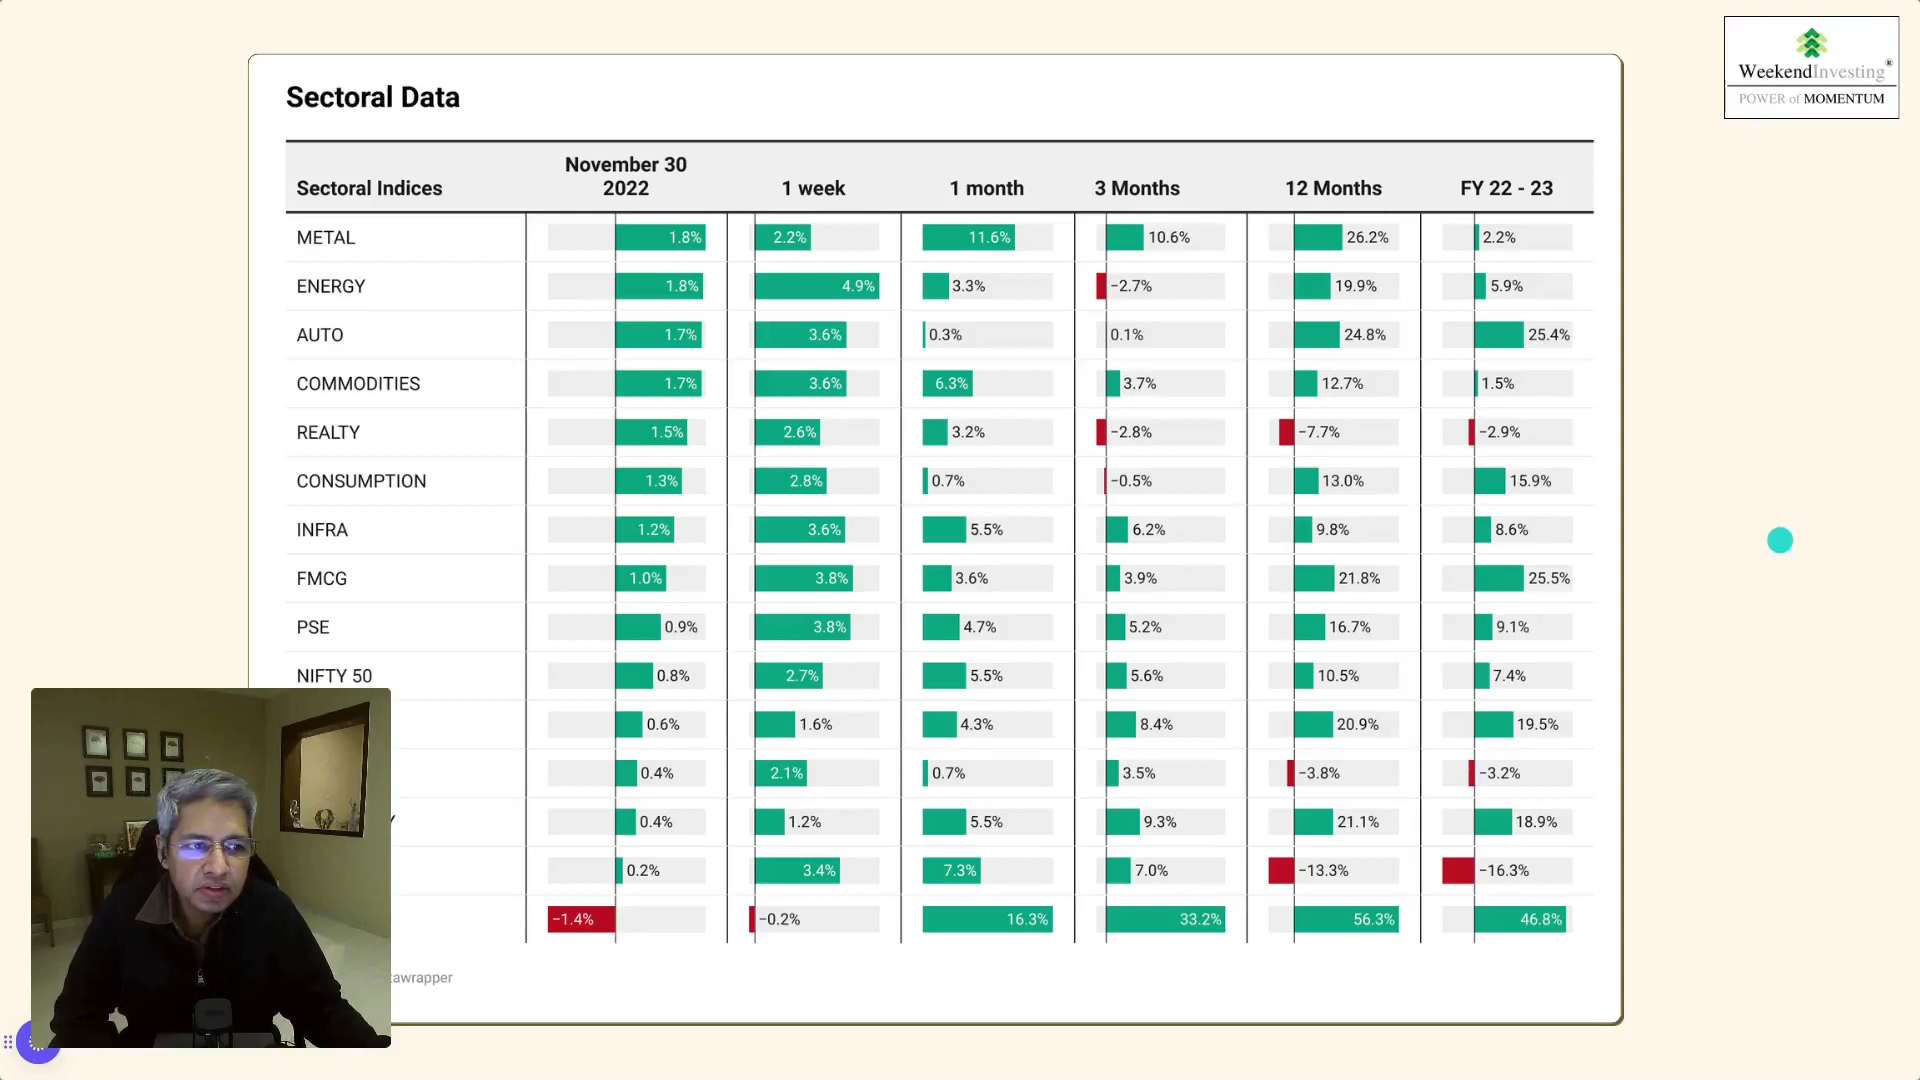 WeekendInvesting®
POWER of MOMENTUM
Sectoral Data
Sectoral Indices November 30 2022 1 week 1 month 3 Months 12 Months FY 22 - 23
METAL 1.8% 2.2% 11.6% 10.6% 26.2% 2.2%
ENERGY 1.8% 4.9% 3.3% −2.7% 19.9% 5.9%
AUTO 1.7% 3.6% 0.3% 0.1% 24.8% 25.4%
COMMODITIES 1.7% 3.6% 6.3% 3.7% 12.7% 1.5%
REALTY 1.5% 2.6% 3.2% −2.8% −7.7% −2.9%
CONSUMPTION 1.3% 2.8% 0.7% −0.5% 13.0% 15.9%
INFRA 1.2% 3.6% 5.5% 6.2% 9.8% 8.6%
FMCG 1.0% 3.8% 3.6% 3.9% 21.8% 25.5%
PSE 0.9% 3.8% 4.7% 5.2% 16.7% 9.1%
NIFTY 50 0.8% 2.7% 5.5% 5.6% 10.5% 7.4%
0.6% 1.6% 4.3% 8.4% 20.9% 19.5%
0.4% 2.1% 0.7% 3.5% −3.8% −3.2%
0.4% 1.2% 5.5% 9.3% 21.1% 18.9%
0.2% 3.4% 7.3% 7.0% −13.3% −16.3%
−1.4% −0.2% 16.3% 33.2% 56.3% 46.8%
awrapper